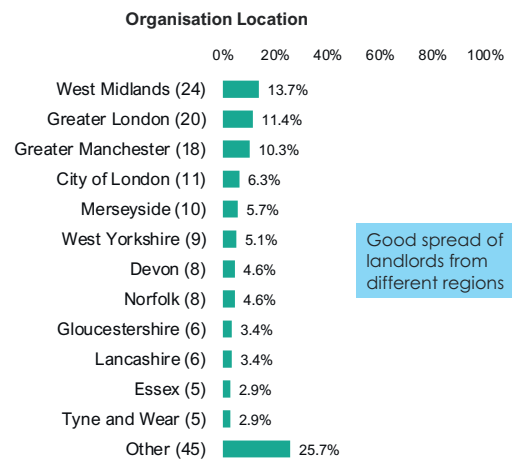 Organisation Location
0% 20% 40% 60% 80% 100%
West Midlands (24) 13.7%
Greater London (20) 11.4%
Greater Manchester (18) 10.3%
City of London (11) 6.3%
Merseyside (10) 5.7%
West Yorkshire (9) 5.1%
Devon (8) 4.6%
Norfolk (8) 4.6%
Gloucestershire (6) 3.4%
Lancashire (6) 3.4%
Essex (5) 2.9%
Tyne and Wear (5) 2.9%
Other (45) 25.7%
Good spread of
landlords from
different regions